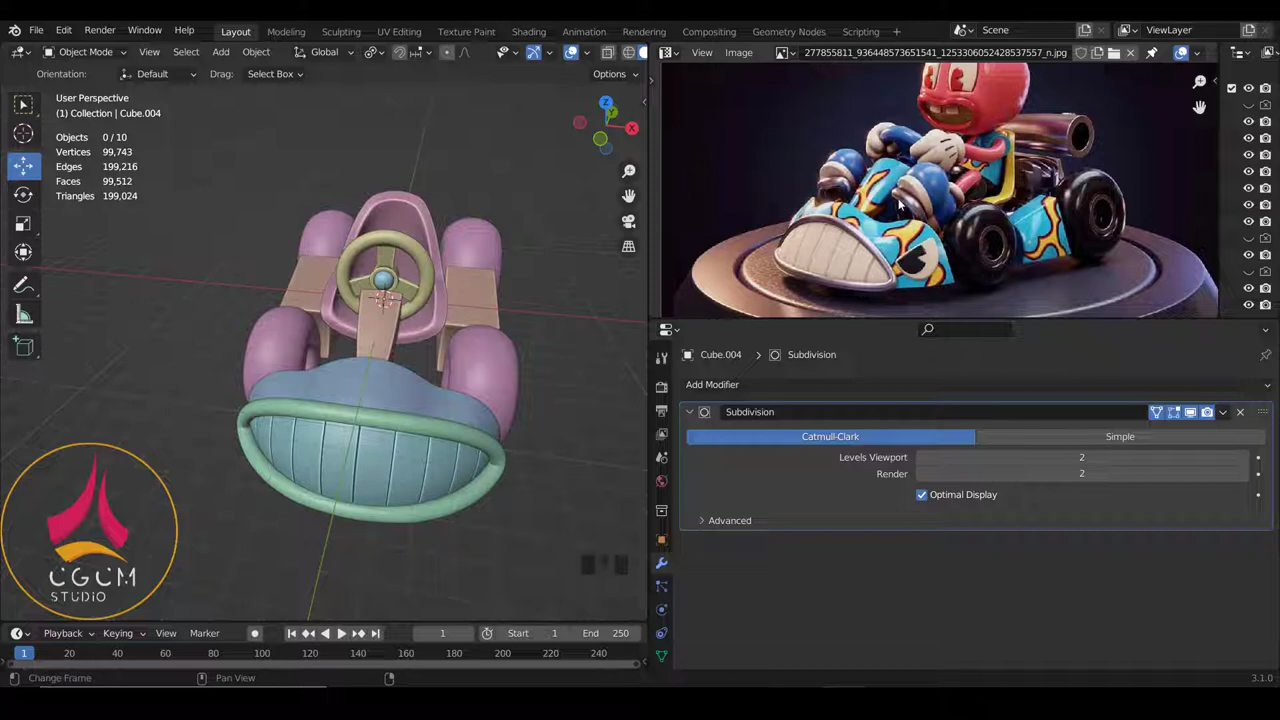 File Edit Render Window Help Layout Modeling Sculpting UV Editing Texture Paint Shading Animation Rendering Compositing Geometry Nodes Scripting + Scene ViewLayer
Object Mode View Select Add Object Global Options View Image 277855811_936448573651541_1253306052428537557_n.jpg
Orientation: Default Drag: Select Box Options
User Perspective
(1) Collection | Cube.004
Objects 0 / 10
Vertices 99,743
Edges 199,216
Faces 99,512
Triangles 199,024
Z
Y
X
Cube.004 > Subdivision
Add Modifier
Subdivision
Catmull-Clark Simple
Levels Viewport 2
Render 2
Optimal Display
Advanced
CGCM
STUDIO
Playback Keying View Marker 1 Start 1 End 250
1 20 40 60 80 100 120 140 160 180 200 220 240
Change Frame Pan View 3.1.0